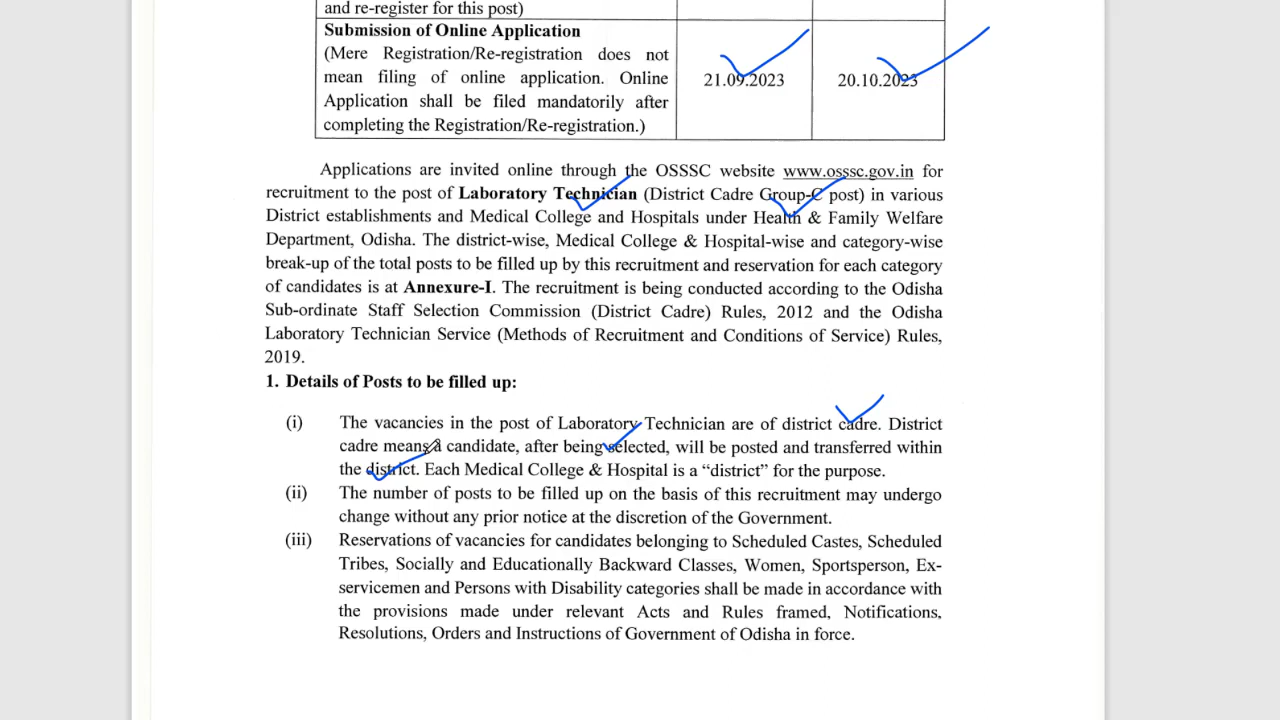 and re-register for this post)
Submission of Online Application
(Mere Registration/Re-registration does not
mean filing of online application. Online
Application shall be filed mandatorily after
completing the Registration/Re-registration.)
21.09.2023
20.10.2023
Applications are invited online through the OSSSC website www.osssc.gov.in for
recruitment to the post of Laboratory Technician (District Cadre Group-C post) in various
District establishments and Medical College and Hospitals under Health & Family Welfare
Department, Odisha. The district-wise, Medical College & Hospital-wise and category-wise
break-up of the total posts to be filled up by this recruitment and reservation for each category
of candidates is at Annexure-I. The recruitment is being conducted according to the Odisha
Sub-ordinate Staff Selection Commission (District Cadre) Rules, 2012 and the Odisha
Laboratory Technician Service (Methods of Recruitment and Conditions of Service) Rules,
2019.
1. Details of Posts to be filled up:
(i) The vacancies in the post of Laboratory Technician are of district cadre. District
cadre means a candidate, after being selected, will be posted and transferred within
the district. Each Medical College & Hospital is a “district” for the purpose.
(ii) The number of posts to be filled up on the basis of this recruitment may undergo
change without any prior notice at the discretion of the Government.
(iii) Reservations of vacancies for candidates belonging to Scheduled Castes, Scheduled
Tribes, Socially and Educationally Backward Classes, Women, Sportsperson, Ex-
servicemen and Persons with Disability categories shall be made in accordance with
the provisions made under relevant Acts and Rules framed, Notifications,
Resolutions, Orders and Instructions of Government of Odisha in force.